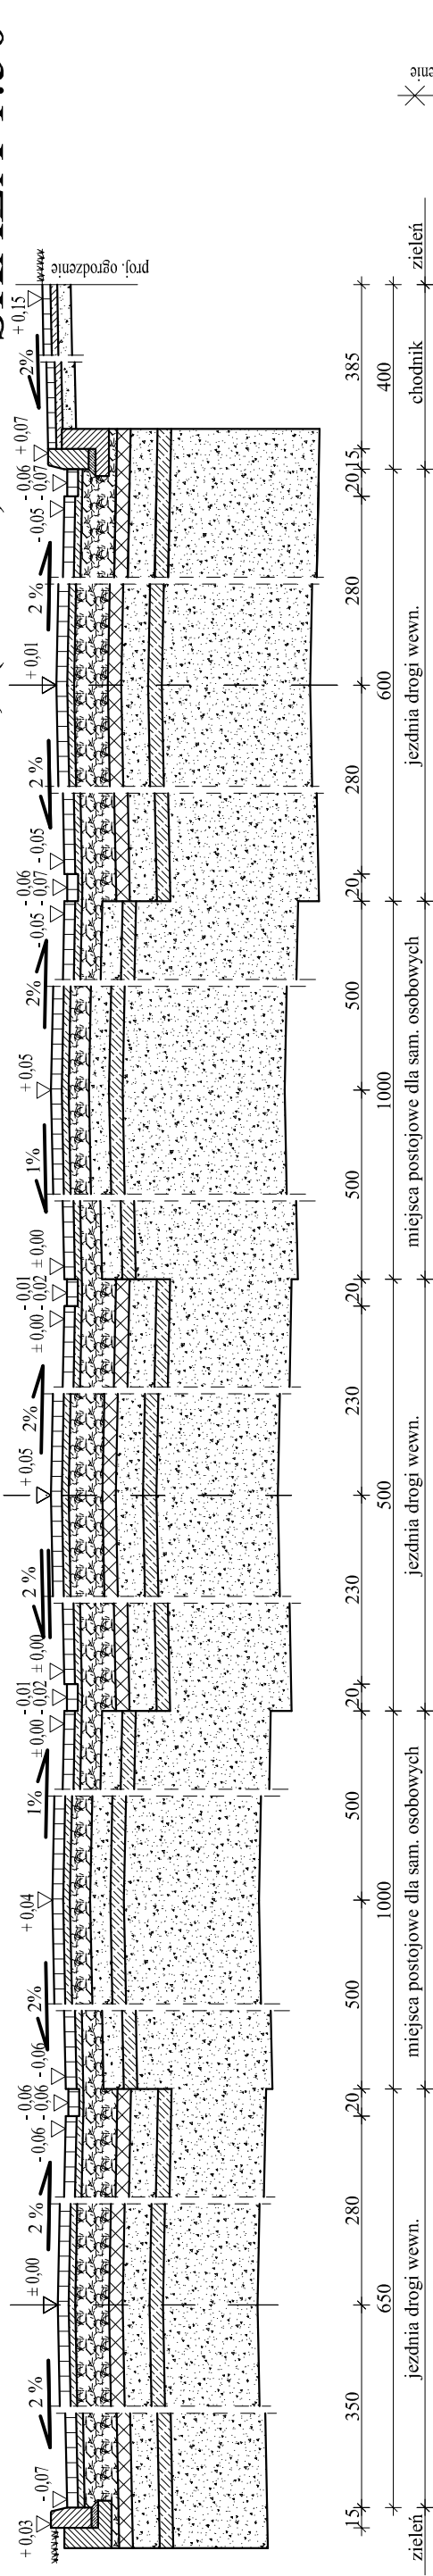 + 0,03
- 0,07
2 %
± 0,00
2 %
- 0,06
- 0,06 - 0,06 - 0,06
2%
+ 0,04
1%
- 0,01
± 0,00 - 0,02 ± 0,00
2 %
+ 0,05
2%
- 0,01
± 0,00 - 0,02 ± 0,00
1%
+ 0,05
2%
- 0,06
- 0,05 - 0,07 - 0,05
2 %
+ 0,01
2 %
- 0,06
- 0,05 - 0,07
+ 0,07
2%
+ 0,15
proj. ogrodzenie
15 350 280 20 500 500 20 230 230 20 500 500 20 280 280 20 15 385
650 1000 500 1000 600 400
zieleń jezdnia drogi wewn. miejsca postojowe dla sam. osobowych jezdnia drogi wewn. miejsca postojowe dla sam. osobowych jezdnia drogi wewn. chodnik zieleń